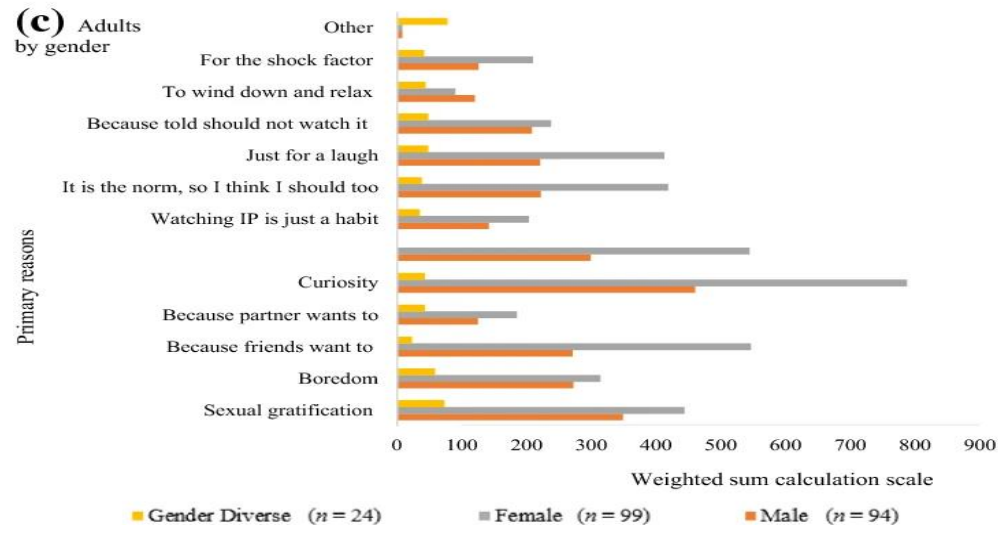 (c) Adults
by gender
Other
For the shock factor
To wind down and relax
Because told should not watch it
Just for a laugh
It is the norm, so I think I should too
Watching IP is just a habit
Curiosity
Because partner wants to
Because friends want to
Boredom
Sexual gratification
Primary reasons
0 100 200 300 400 500 600 700 800 900
Weighted sum calculation scale
Gender Diverse (n = 24) Female (n = 99) Male (n = 94)